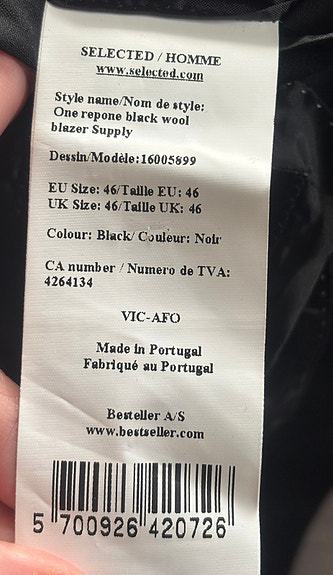 SELECTED / HOMME
www.selected.com
Style name/Nom de style:
One repone black wool
blazer Supply
Dessin/Modèle:16005899
EU Size: 46/Taille EU: 46
UK Size: 46/Taille UK: 46
Colour: Black/ Couleur: Noir
CA number / Numero de TVA:
4264134
VIC-AFO
Made in Portugal
Fabriqué au Portugal
Besteller A/S
www.bestseller.com
5 700926 420726